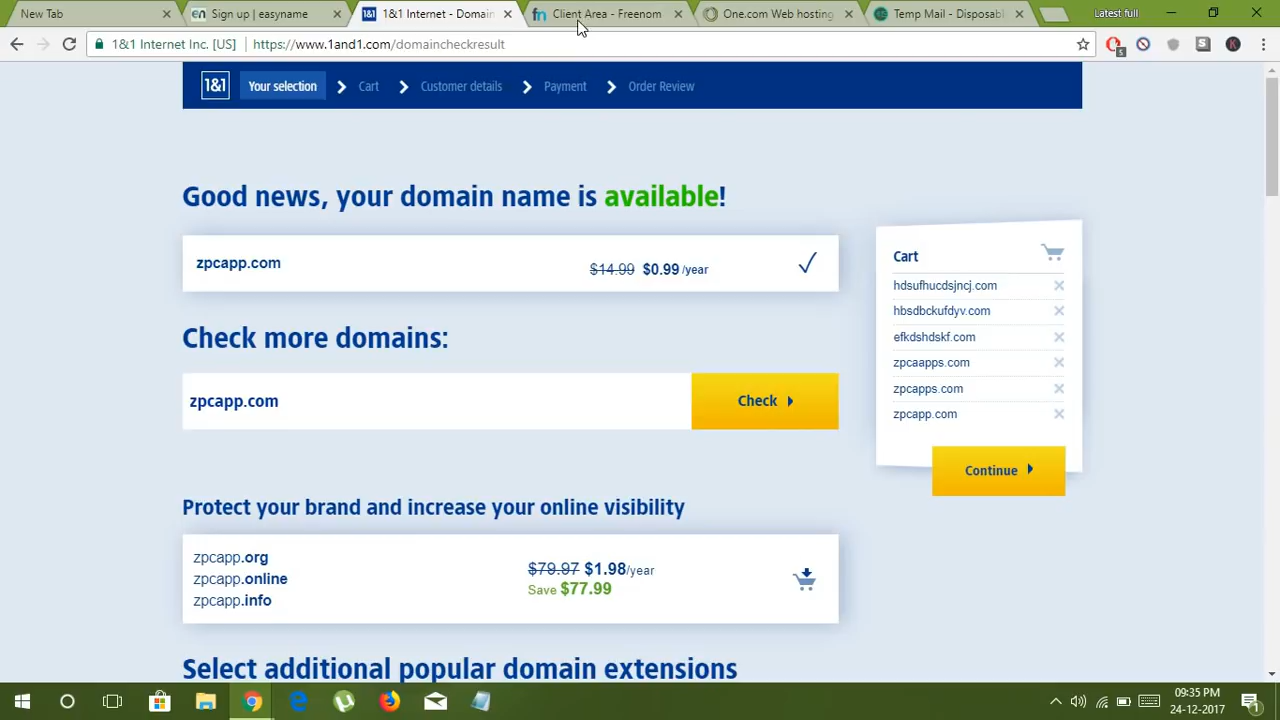 New Tab
Sign up | easyname
1&1 Internet - Domain
Client Area - Freenom
One.com Web hosting
Temp Mail - Disposabl
Latest full
1&1 Internet Inc. [US]
https://www.1and1.com/domaincheckresult
5
1&1
Your selection
Cart
Customer details
Payment
Order Review
Good news, your domain name is available!
zpcapp.com
$14.99 $0.99 /year
Check more domains:
zpcapp.com
Check
Protect your brand and increase your online visibility
zpcapp.org
zpcapp.online
zpcapp.info
$79.97 $1.98/year
Save $77.99
Select additional popular domain extensions
Cart
hdsufhucdsjncj.com
hbsdbckufdyv.com
efkdshdskf.com
zpcaapps.com
zpcapps.com
zpcapp.com
Continue
09:35 PM
24-12-2017
1